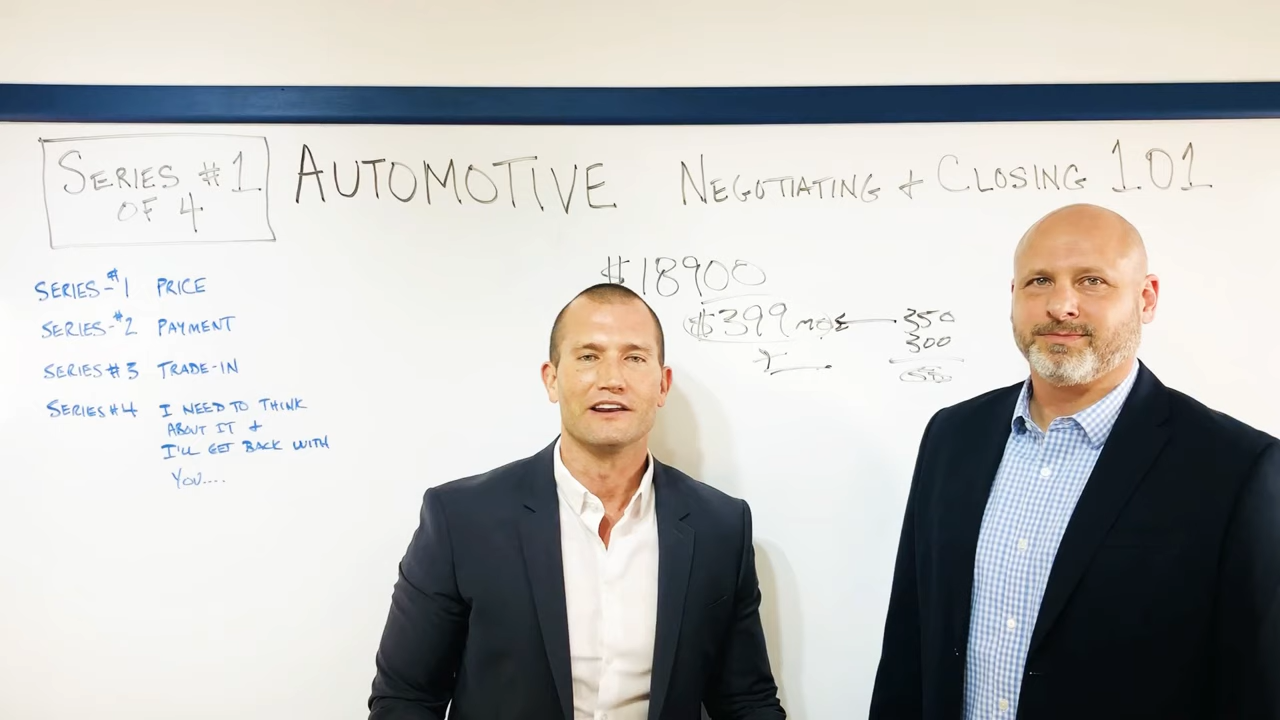 SERIES #1
OF 4
AUTOMOTIVE NEGOTIATING & CLOSING 101
SERIES-#1 PRICE
SERIES-#2 PAYMENT
SERIES #3 TRADE-IN
SERIES #4 I NEED TO THINK
ABOUT IT &
I'LL GET BACK WITH
YOU....
$18900
$399 350
300